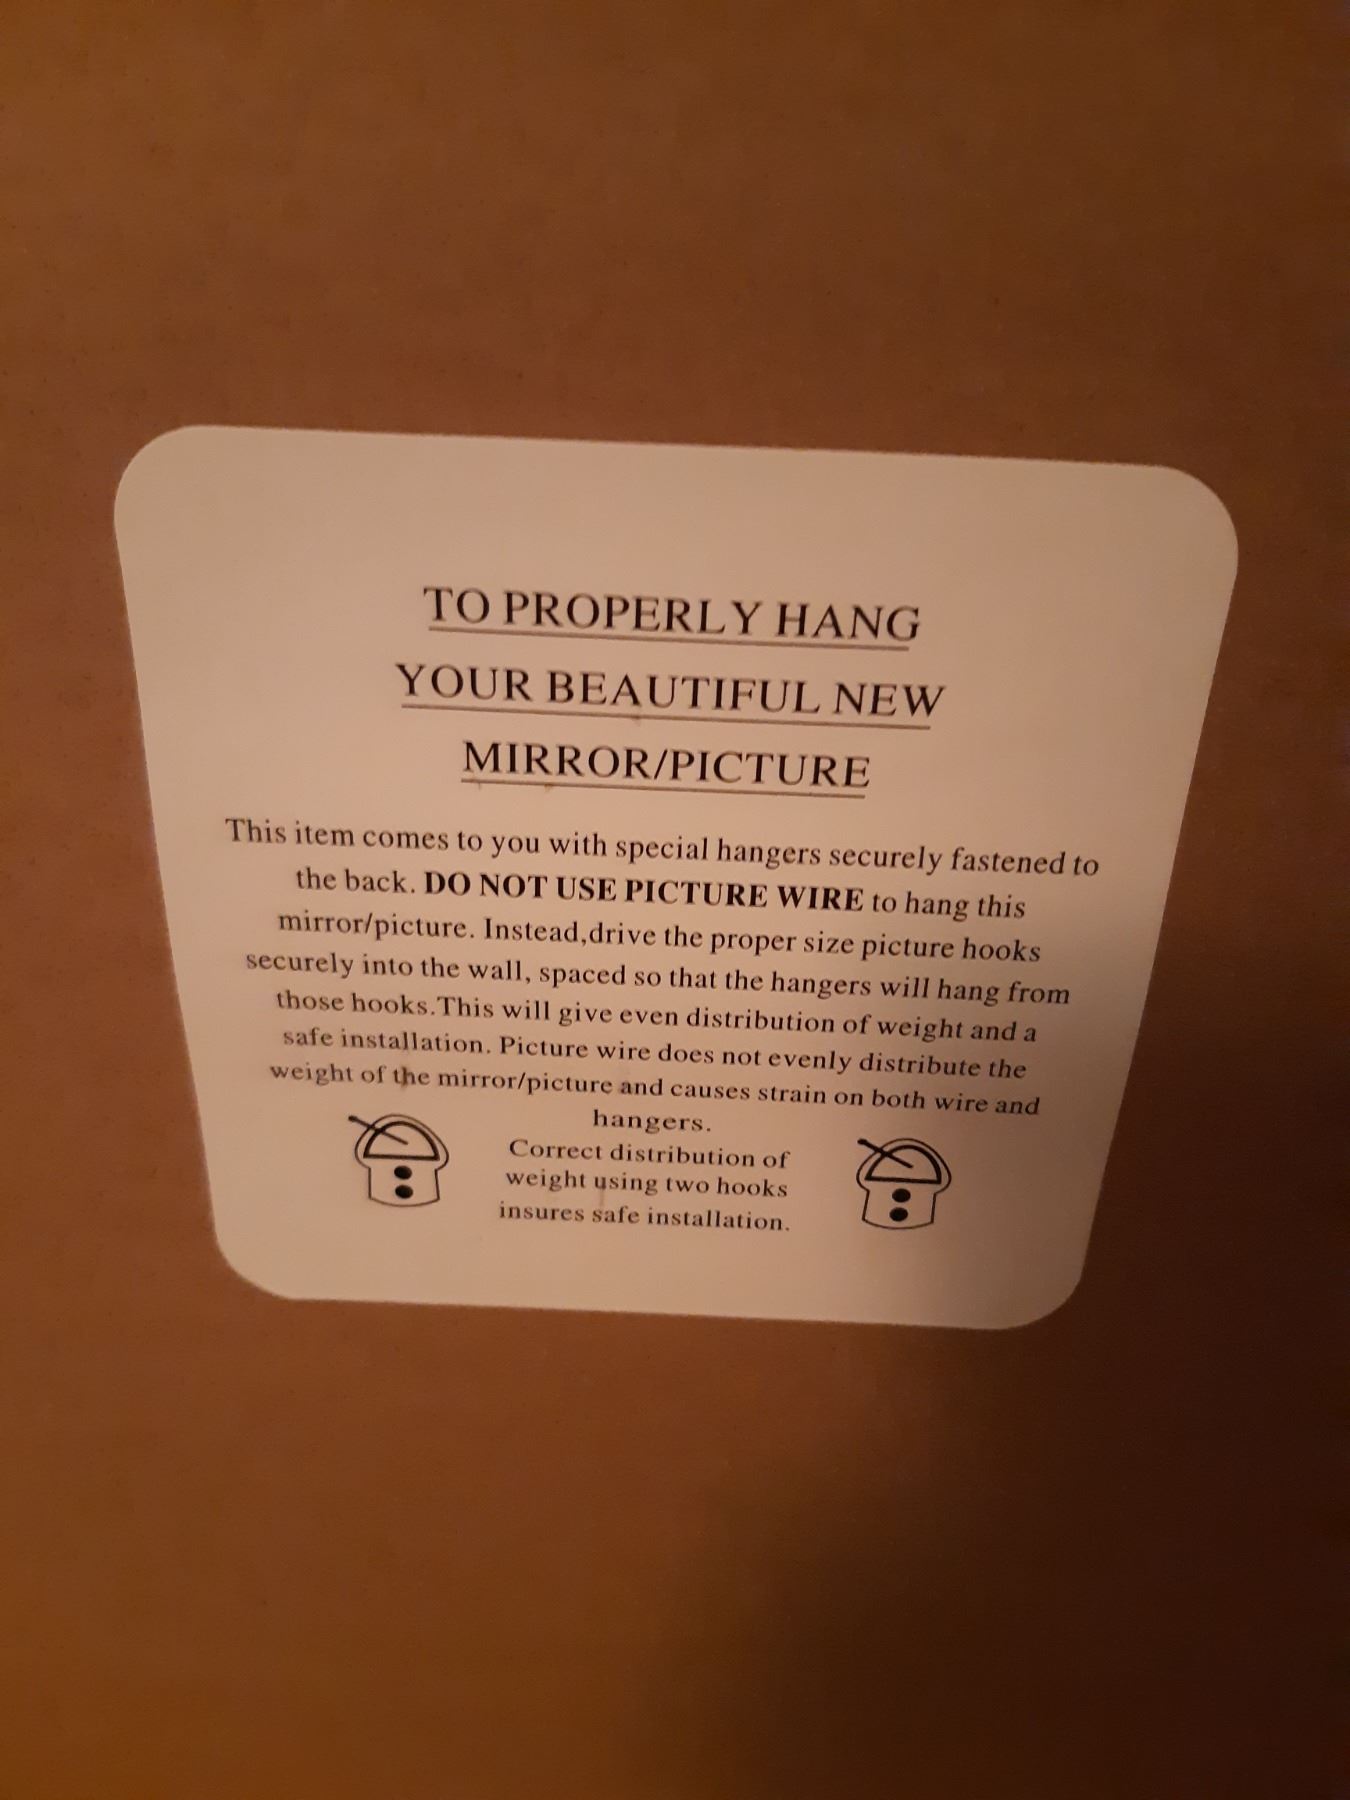 TO PROPERLY HANG
YOUR BEAUTIFUL NEW
MIRROR/PICTURE
This item comes to you with special hangers securely fastened to
the back. DO NOT USE PICTURE WIRE to hang this
mirror/picture. Instead,drive the proper size picture hooks
securely into the wall, spaced so that the hangers will hang from
those hooks.This will give even distribution of weight and a
safe installation. Picture wire does not evenly distribute the
weight of the mirror/picture and causes strain on both wire and
hangers.
Correct distribution of
weight using two hooks
insures safe installation.